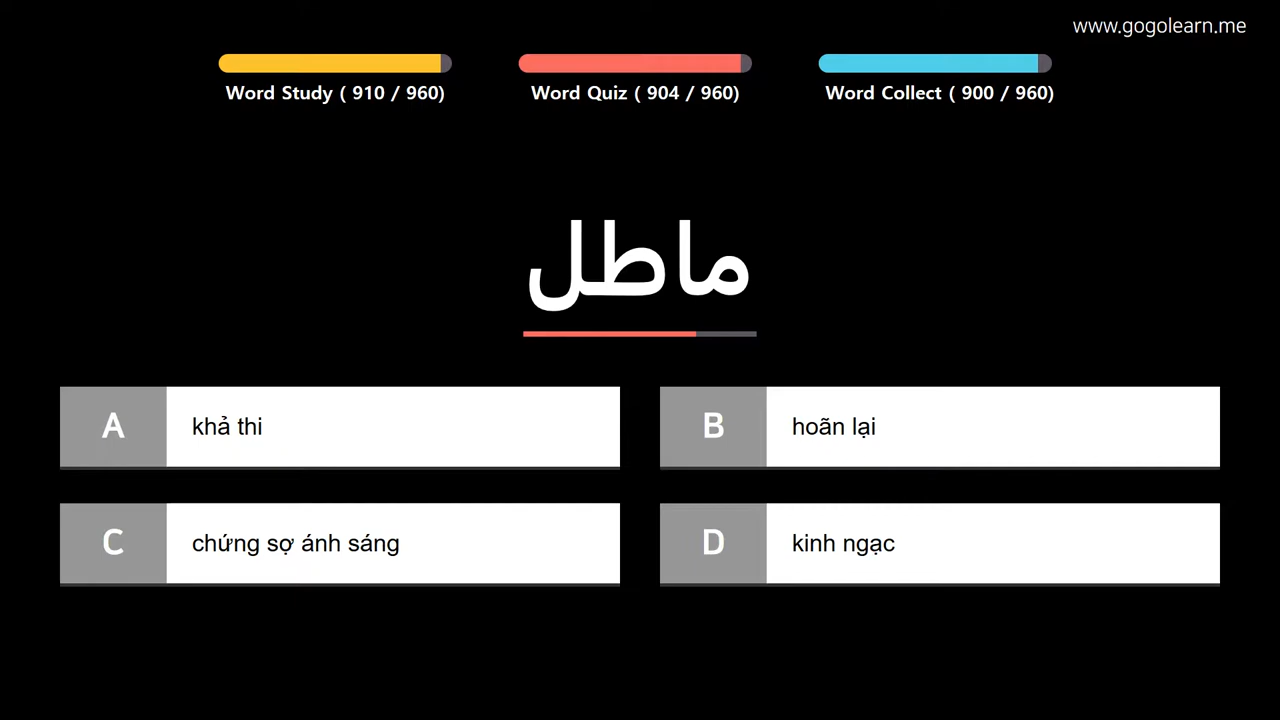 www.gogolearn.me
Word Study ( 910 / 960)
Word Quiz ( 904 / 960)
Word Collect ( 900 / 960)
ماطل
A khả thi
B hoãn lại
C chứng sợ ánh sáng
D kinh ngạc